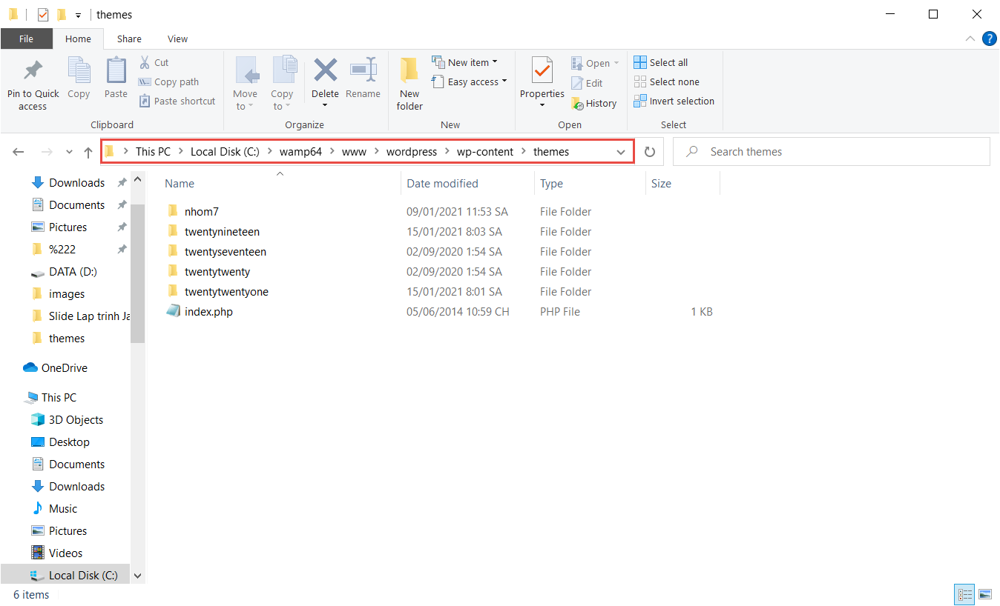 themes
File Home Share View
Pin to Quick access
Copy
Paste
Cut
Copy path
Paste shortcut
Clipboard
Move to
Copy to
Delete
Rename
Organize
New folder
New item
Easy access
New
Properties
Open
Edit
History
Open
Select all
Select none
Invert selection
Select
This PC > Local Disk (C:) > wamp64 > www > wordpress > wp-content > themes
Search themes
Downloads
Documents
Pictures
%222
DATA (D:)
images
Slide Lap trinh Ja
themes
OneDrive
This PC
3D Objects
Desktop
Documents
Downloads
Music
Pictures
Videos
Local Disk (C:)
Name Date modified Type Size
nhom7 09/01/2021 11:53 SA File Folder
twentynineteen 15/01/2021 8:03 SA File Folder
twentyseventeen 02/09/2020 1:54 SA File Folder
twentytwenty 02/09/2020 1:54 SA File Folder
twentytwentyone 15/01/2021 8:01 SA File Folder
index.php 05/06/2014 10:59 CH PHP File 1 KB
6 items